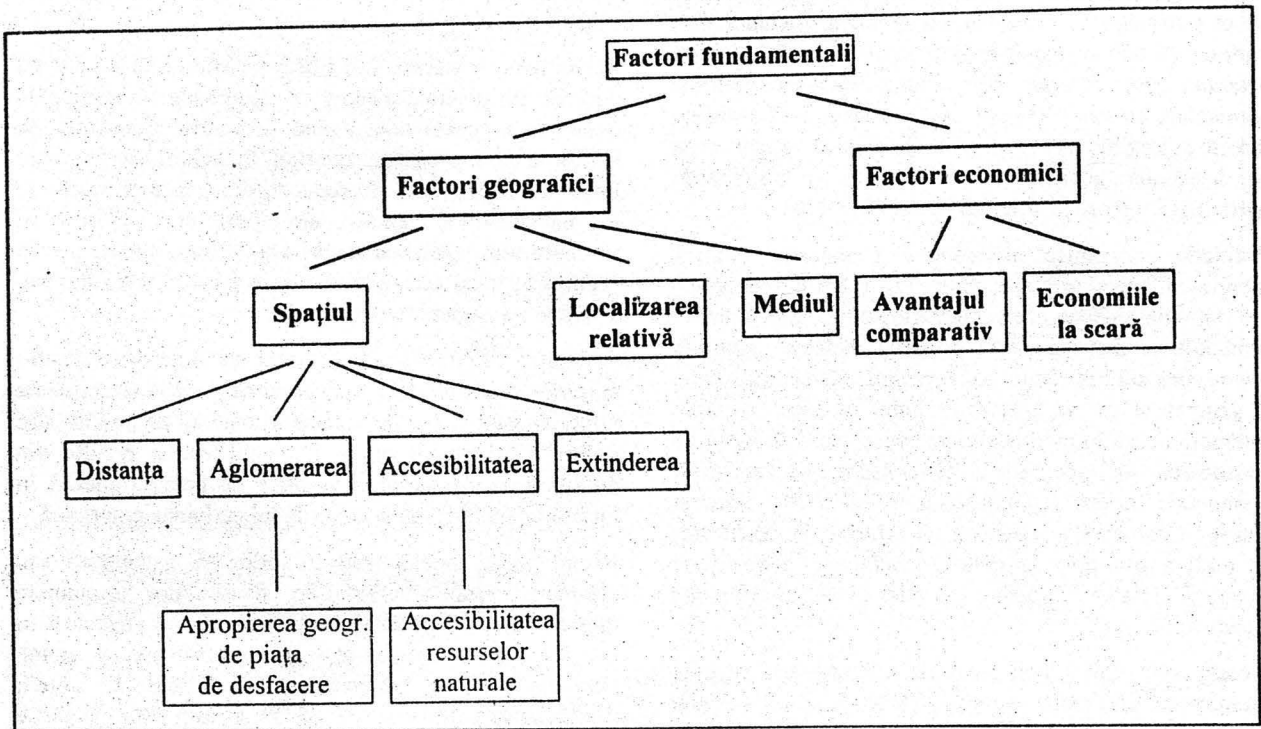 Factori fundamentali
Factori geografici
Factori economici
Spațiul
Localizarea
relativă
Mediul
Avantajul
comparativ
Economiile
la scară
Distanța
Aglomerarea
Accesibilitatea
Extinderea
Apropierea geogr.
de piața
de desfacere
Accesibilitatea
resurselor
naturale